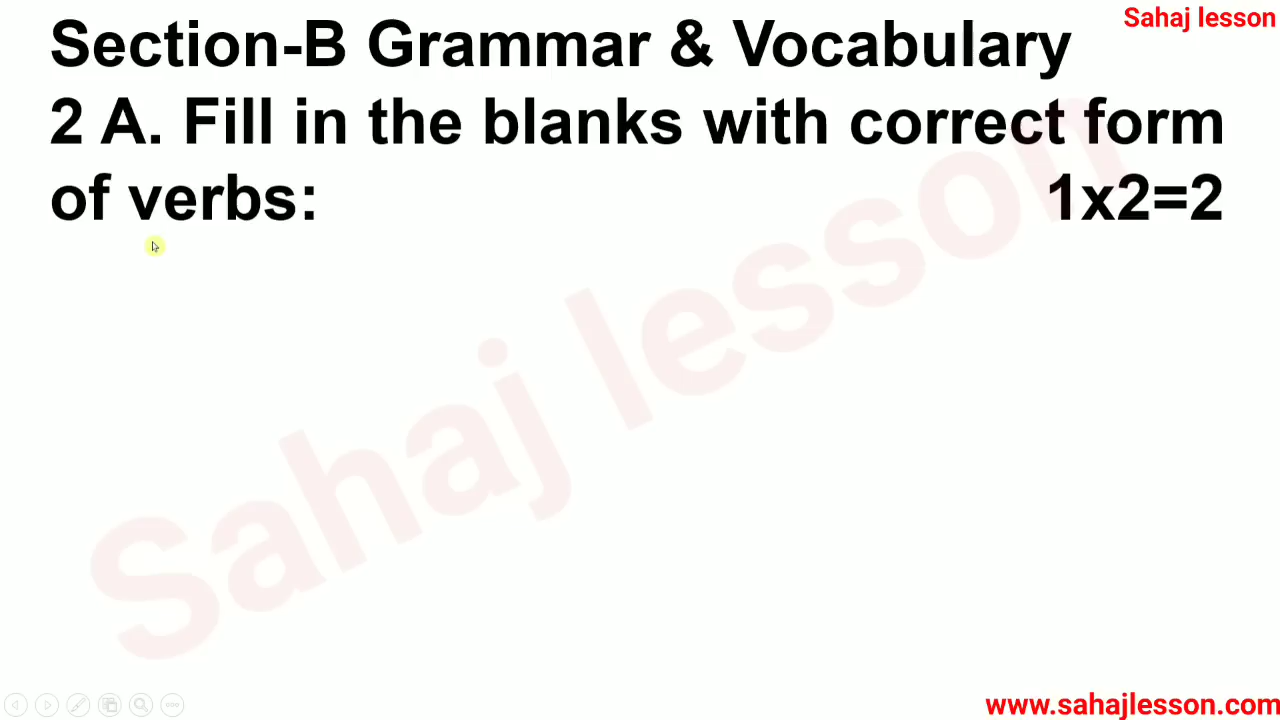 Sahaj lesson
Section-B Grammar & Vocabulary
2 A. Fill in the blanks with correct form
of verbs: 1x2=2
Sahaj lesson
www.sahajlesson.com